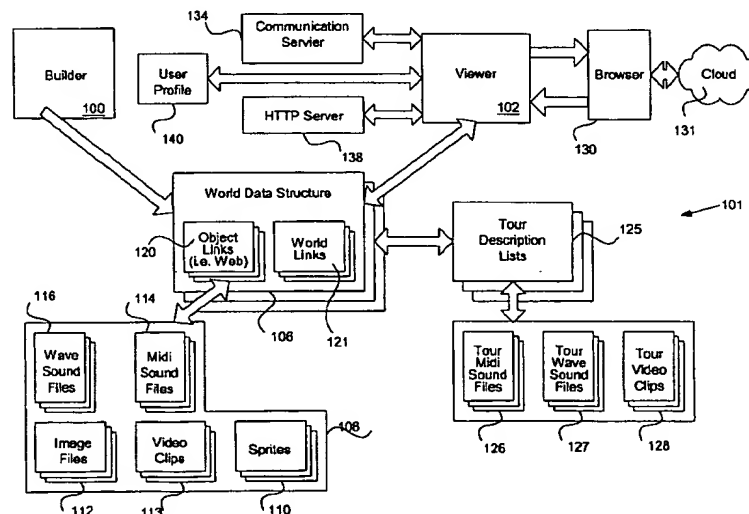 134
Communication
Servier
Builder
100
User
Profile
140
HTTP Server
138
Viewer
102
Browser
130
Cloud
131
World Data Structure
120
Object
Links
(i.e. Web)
World
Links
121
106
Tour
Description
Lists
125
101
116
Wave
Sound
Files
114
Midi
Sound
Files
108
Image
Files
112
Video
Clips
113
Sprites
110
Tour
Midi
Sound
Files
126
Tour
Wave
Sound
Files
127
Tour
Video
Clips
128